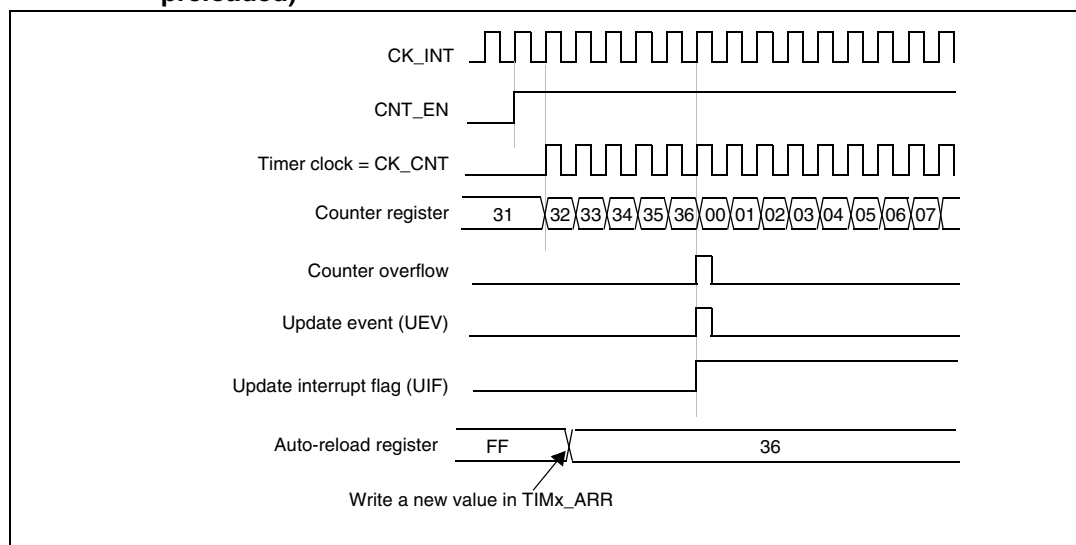 preloaded)
CK_INT
CNT_EN
Timer clock = CK_CNT
Counter register 31 32 33 34 35 36 00 01 02 03 04 05 06 07
Counter overflow
Update event (UEV)
Update interrupt flag (UIF)
Auto-reload register FF 36
Write a new value in TIMx_ARR